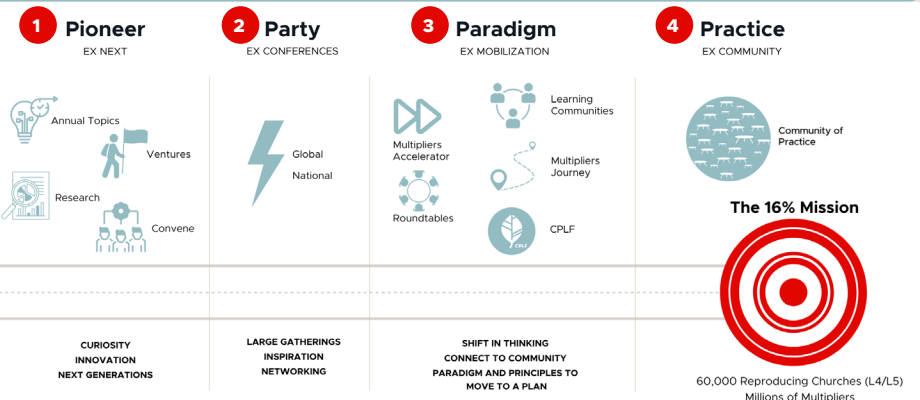 1 Pioneer
EX NEXT
Annual Topics
Ventures
Research
Convene
CURIOSITY
INNOVATION
NEXT GENERATIONS
2 Party
EX CONFERENCES
Global
National
LARGE GATHERINGS
INSPIRATION
NETWORKING
3 Paradigm
EX MOBILIZATION
Learning
Communities
Multipliers
Accelerator
Multipliers
Journey
Roundtables
CPLF
CPLF
SHIFT IN THINKING
CONNECT TO COMMUNITY
PARADIGM AND PRINCIPLES TO
MOVE TO A PLAN
4 Practice
EX COMMUNITY
Community of
Practice
The 16% Mission
60,000 Reproducing Churches (L4/L5)
Millions of Multipliers